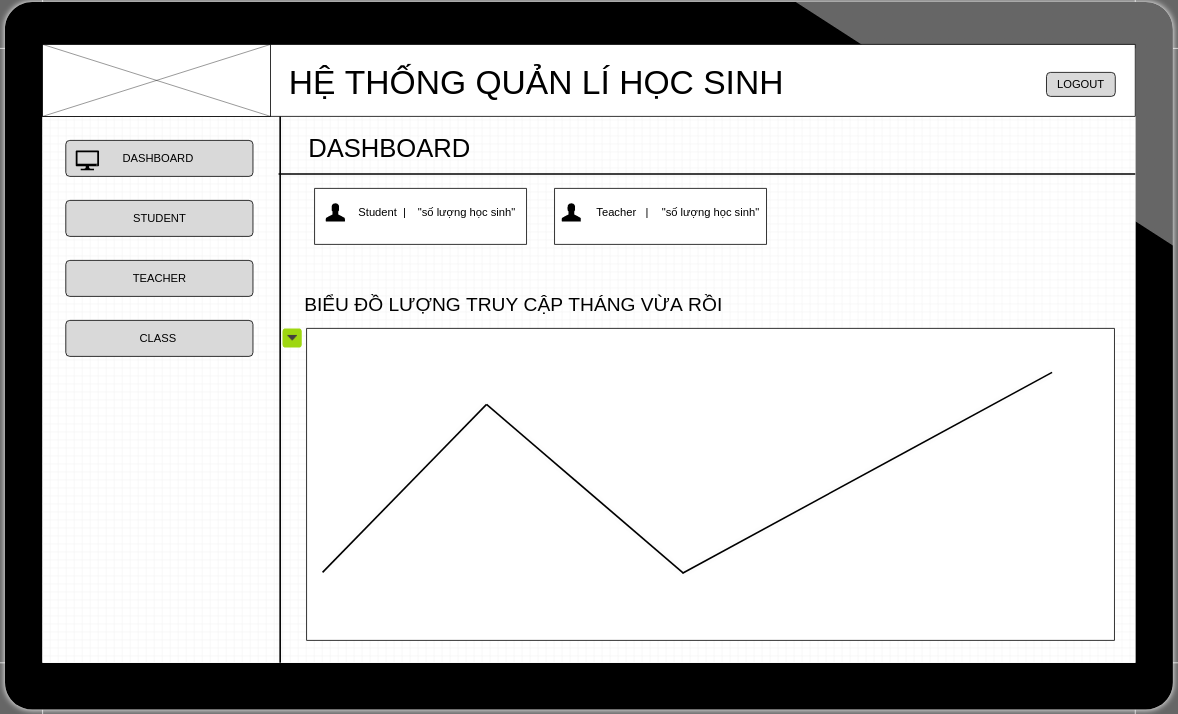 HỆ THỐNG QUẢN LÍ HỌC SINH
LOGOUT
DASHBOARD
STUDENT
TEACHER
CLASS
DASHBOARD
Student | "số lượng học sinh"
Teacher | "số lượng học sinh"
BIỂU ĐỒ LƯỢNG TRUY CẬP THÁNG VỪA RỒI